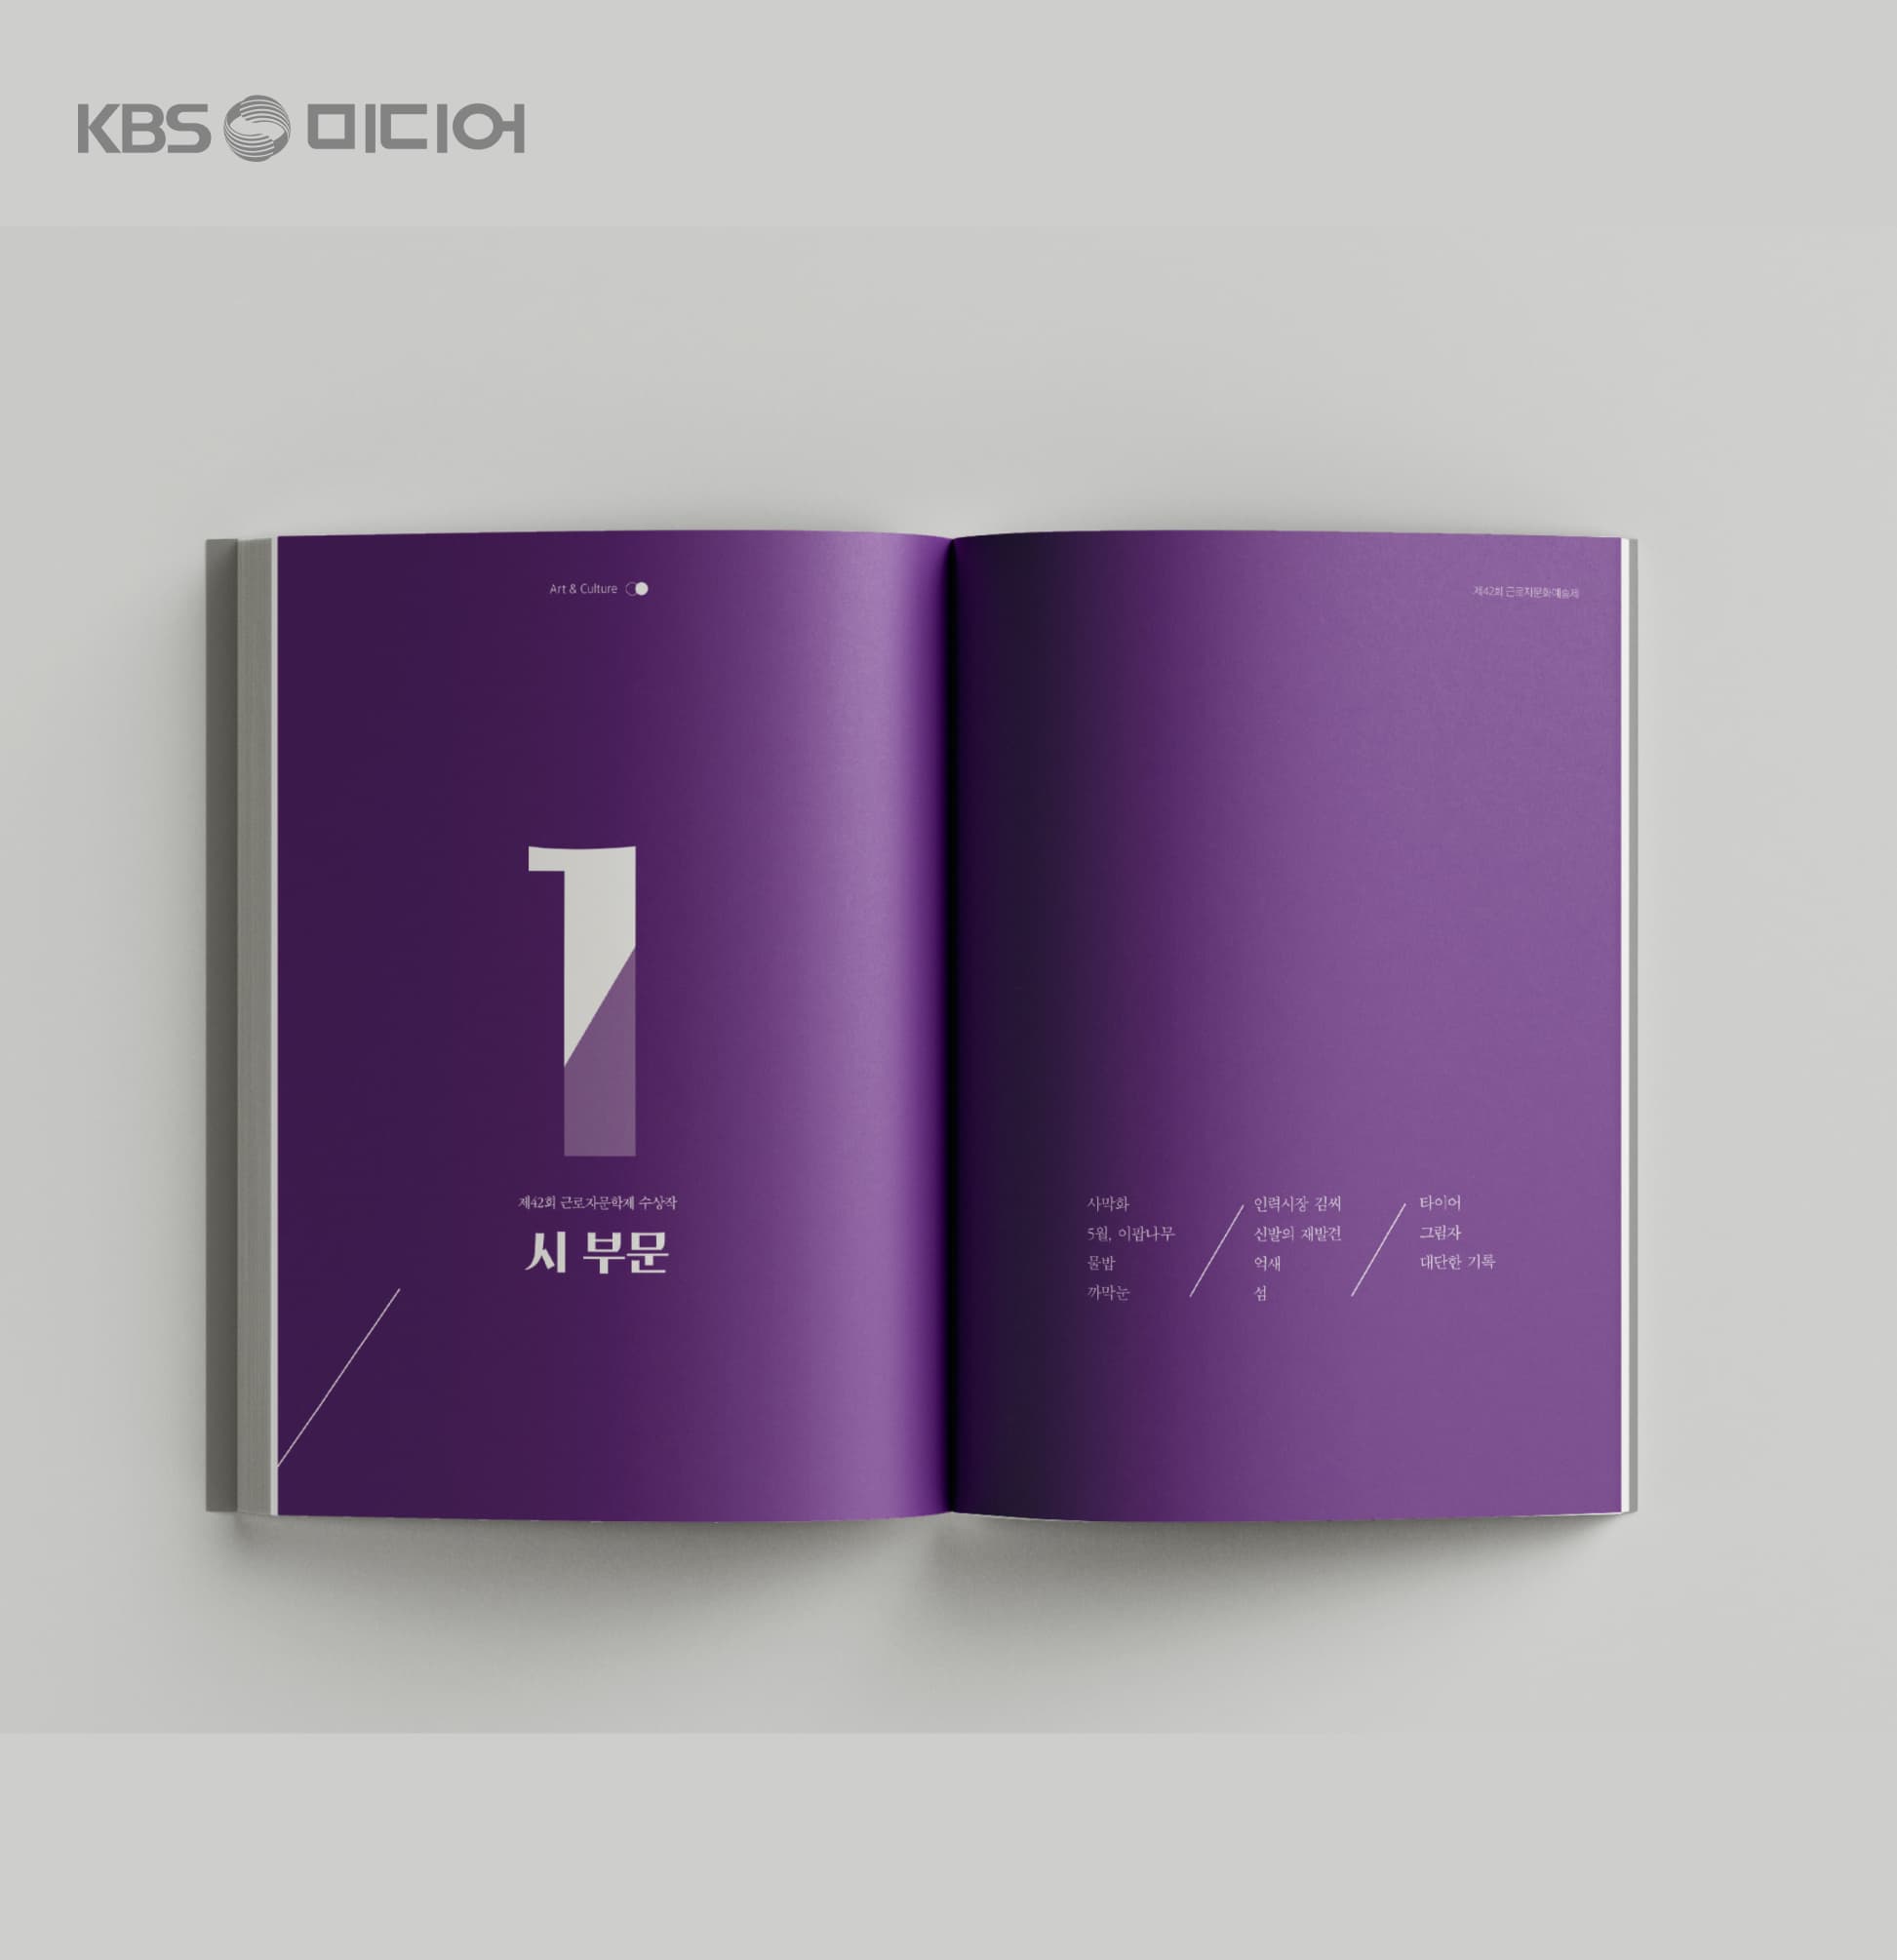 KBS 미디어
Art & Culture
제42회 근로자문화예술제
1
제42회 근로자문학제 수상작
시 부문
사막화
5월, 이팝나무
물밥
까막눈
인력시장 김씨
신발의 재발견
억새
섬
타이어
그림자
대단한 기록